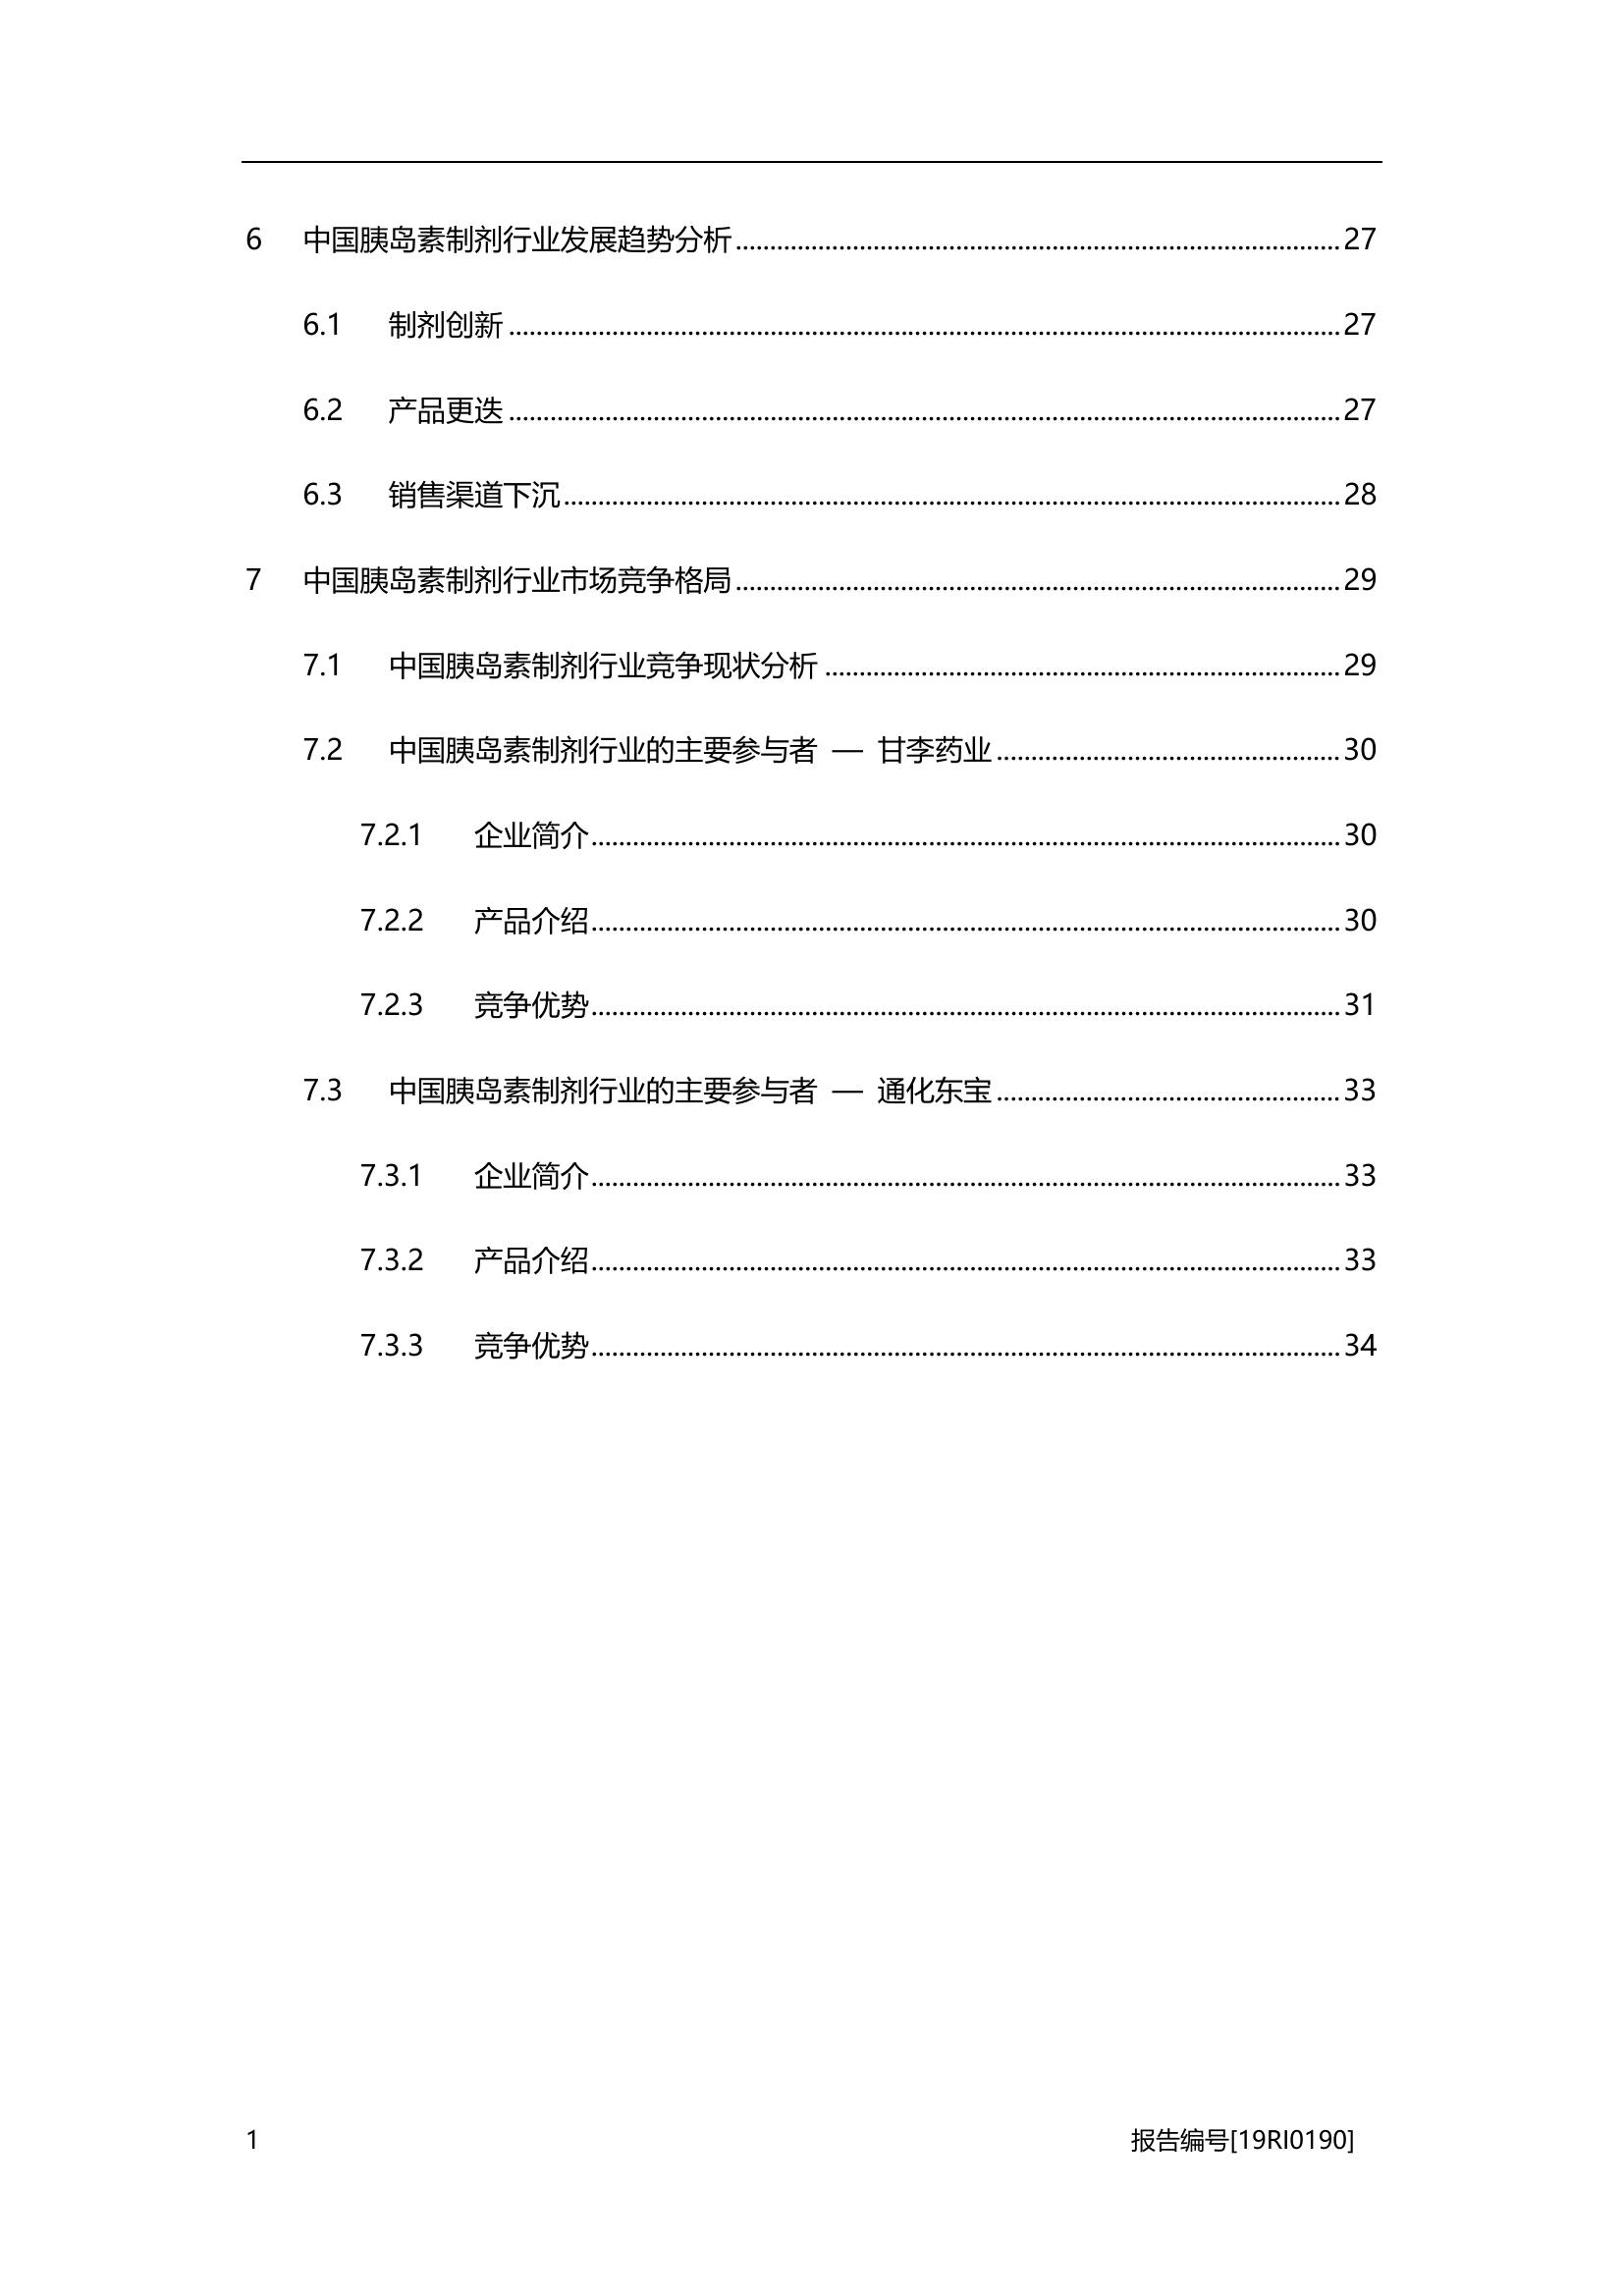 6 中国胰岛素制剂行业发展趋势分析 27
6.1 制剂创新 27
6.2 产品更迭 27
6.3 销售渠道下沉 28
7 中国胰岛素制剂行业市场竞争格局 29
7.1 中国胰岛素制剂行业竞争现状分析 29
7.2 中国胰岛素制剂行业的主要参与者 — 甘李药业 30
7.2.1 企业简介 30
7.2.2 产品介绍 30
7.2.3 竞争优势 31
7.3 中国胰岛素制剂行业的主要参与者 — 通化东宝 33
7.3.1 企业简介 33
7.3.2 产品介绍 33
7.3.3 竞争优势 34
1 报告编号[19RI0190]